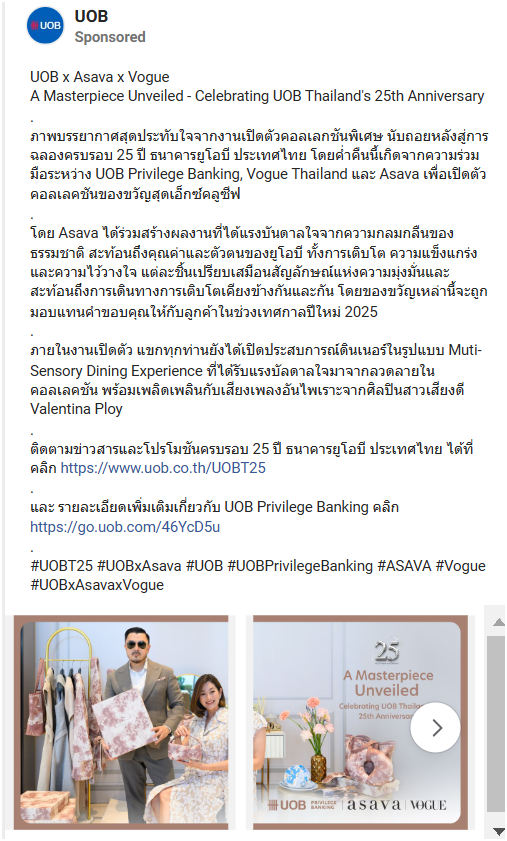 UOB
UOB
Sponsored
UOB x Asava x Vogue
A Masterpiece Unveiled - Celebrating UOB Thailand's 25th Anniversary
.
ภาพบรรยากาศสุดประทับใจจากงานเปิดตัวคอลเลกชันพิเศษ นับถอยหลังสู่การ
ฉลองครบรอบ 25 ปี ธนาคารยูโอบี ประเทศไทย โดยค่ำคืนนี้เกิดจากความร่วม
มือระหว่าง UOB Privilege Banking, Vogue Thailand และ Asava เพื่อเปิดตัว
คอลเลคชันของขวัญสุดเอ็กซ์คลูซีฟ
.
โดย Asava ได้ร่วมสร้างผลงานที่ได้แรงบันดาลใจจากความกลมกลืนของ
ธรรมชาติ สะท้อนถึงคุณค่าและตัวตนของยูโอบี ทั้งการเติบโต ความแข็งแกร่ง
และความไว้วางใจ แต่ละชิ้นเปรียบเสมือนสัญลักษณ์แห่งความมุ่งมั่นและ
สะท้อนถึงการเดินทางการเติบโตเคียงข้างกันและกัน โดยของขวัญเหล่านี้จะถูก
มอบแทนคำขอบคุณให้กับลูกค้าในช่วงเทศกาลปีใหม่ 2025
.
ภายในงานเปิดตัว แขกทุกท่านยังได้เปิดประสบการณ์ดินเนอร์ในรูปแบบ Muti-
Sensory Dining Experience ที่ได้รับแรงบัลดาลใจมาจากลวดลายใน
คอลเลคชัน พร้อมเพลิดเพลินกับเสียงเพลงอันไพเราะจากศิลปินสาวเสียงดี
Valentina Ploy
.
ติดตามข่าวสารและโปรโมชันครบรอบ 25 ปี ธนาคารยูโอบี ประเทศไทย ได้ที่
คลิก https://www.uob.co.th/UOBT25
.
และ รายละเอียดเพิ่มเติมเกี่ยวกับ UOB Privilege Banking คลิก
https://go.uob.com/46YcD5u
.
#UOBT25 #UOBxAsava #UOB #UOBPrivilegeBanking #ASAVA #Vogue
#UOBxAsavaxVogue
25
A Masterpiece
Unveiled
Celebrating UOB
25th Anniversary
UOB PRIVILEGE BANKING | asava | VOGUE